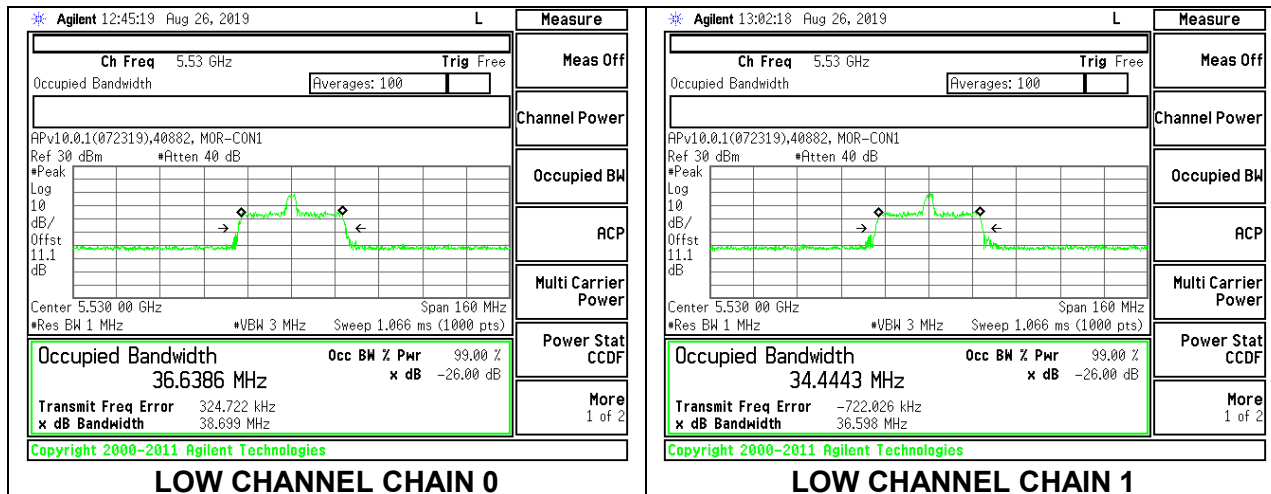 Agilent 12:45:19 Aug 26, 2019 L Measure
Ch Freq 5.53 GHz Trig Free
Occupied Bandwidth Averages: 100
APv10.0.1(072319),40882, MOR-CON1
Ref 30 dBm #Atten 40 dB
#Peak
Log
10
dB/
Offst
11.1
dB
Center 5.530 00 GHz Span 160 MHz
#Res BW 1 MHz #VBW 3 MHz Sweep 1.066 ms (1000 pts)
Occupied Bandwidth Occ BW % Pwr 99.00 %
36.6386 MHz x dB -26.00 dB
Transmit Freq Error 324.722 kHz
x dB Bandwidth 38.699 MHz
Copyright 2000-2011 Agilent Technologies
Meas Off
Channel Power
Occupied BW
ACP
Multi Carrier
Power
Power Stat
CCDF
More
1 of 2
LOW CHANNEL CHAIN 0
Agilent 13:02:18 Aug 26, 2019 L Measure
Ch Freq 5.53 GHz Trig Free
Occupied Bandwidth Averages: 100
APv10.0.1(072319),40882, MOR-CON1
Ref 30 dBm #Atten 40 dB
#Peak
Log
10
dB/
Offst
11.1
dB
Center 5.530 00 GHz Span 160 MHz
#Res BW 1 MHz #VBW 3 MHz Sweep 1.066 ms (1000 pts)
Occupied Bandwidth Occ BW % Pwr 99.00 %
34.4443 MHz x dB -26.00 dB
Transmit Freq Error -722.026 kHz
x dB Bandwidth 36.598 MHz
Copyright 2000-2011 Agilent Technologies
Meas Off
Channel Power
Occupied BW
ACP
Multi Carrier
Power
Power Stat
CCDF
More
1 of 2
LOW CHANNEL CHAIN 1